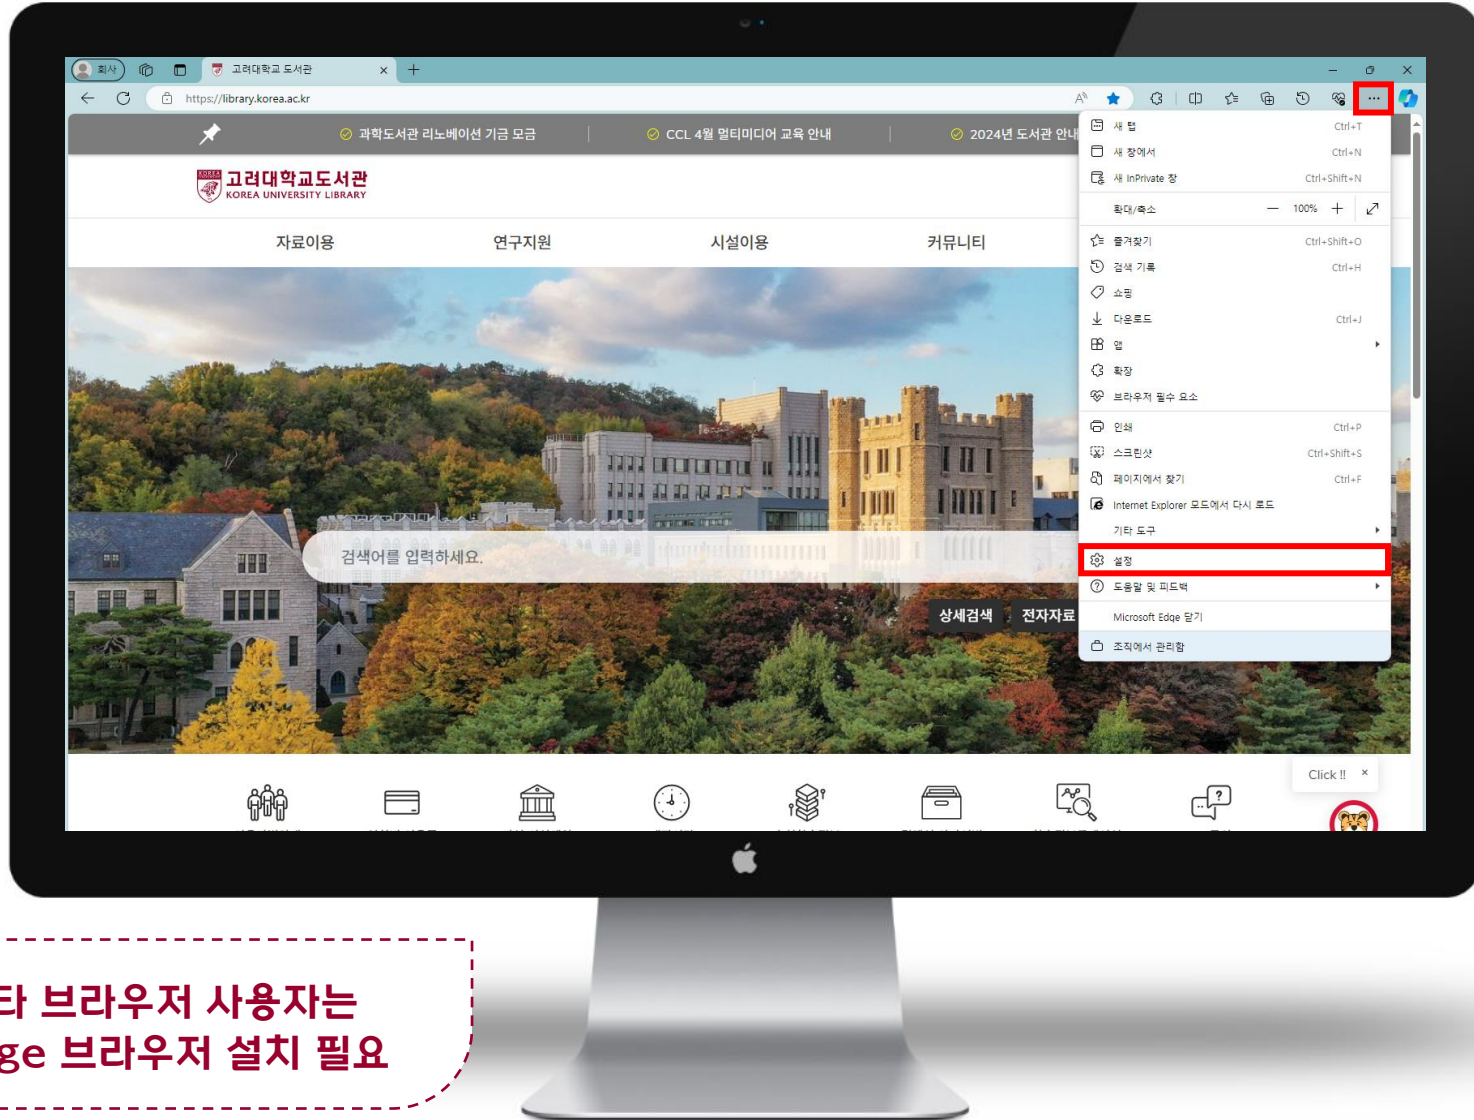 회사
고려대학교 도서관
https://library.korea.ac.kr
과학도서관 리노베이션 기금 모금
CCL 4월 멀티미디어 교육 안내
2024년 도서관 안내
고려대학교도서관
KOREA UNIVERSITY LIBRARY
자료이용
연구지원
시설이용
커뮤니티
검색어를 입력하세요.
상세검색
전자자료
새 탭 Ctrl+T
새 창에서 Ctrl+N
새 InPrivate 창 Ctrl+Shift+N
확대/축소 — 100% +
즐겨찾기 Ctrl+Shift+O
검색 기록 Ctrl+H
쇼핑
다운로드 Ctrl+J
앱
확장
브라우저 필수 요소
인쇄 Ctrl+P
스크린샷 Ctrl+Shift+S
페이지에서 찾기 Ctrl+F
Internet Explorer 모드에서 다시 로드
기타 도구
설정
도움말 및 피드백
Microsoft Edge 닫기
조직에서 관리함
Click !!
타 브라우저 사용자는
ge 브라우저 설치 필요